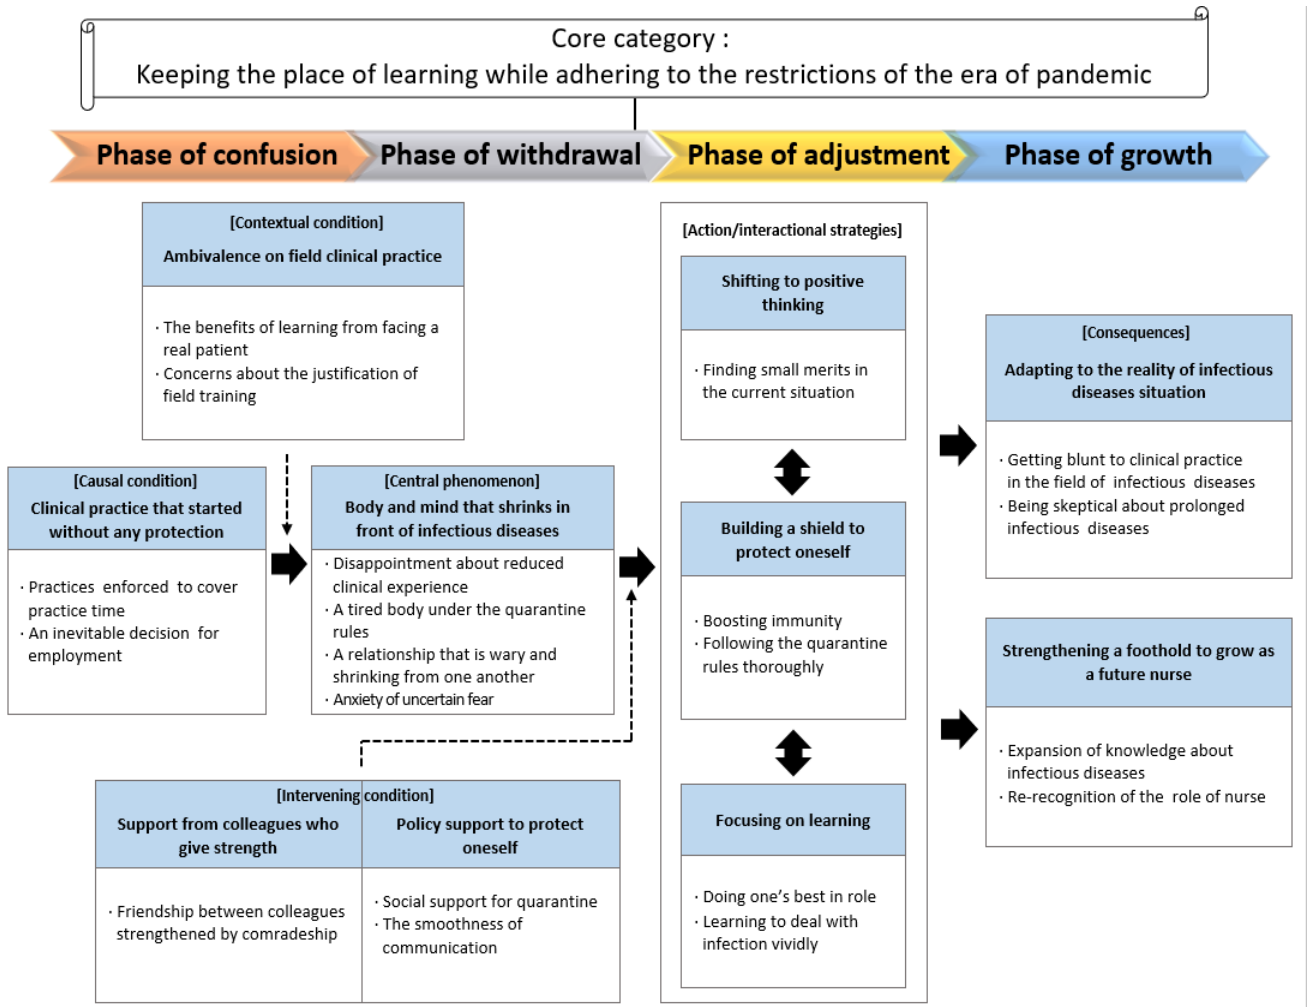 Core category :
Keeping the place of learning while adhering to the restrictions of the era of pandemic
Phase of confusion
Phase of withdrawal
Phase of adjustment
Phase of growth
[Contextual condition]
Ambivalence on field clinical practice
· The benefits of learning from facing a
real patient
· Concerns about the justification of
field training
[Causal condition]
Clinical practice that started
without any protection
· Practices enforced to cover
practice time
· An inevitable decision for
employment
[Central phenomenon]
Body and mind that shrinks in
front of infectious diseases
· Disappointment about reduced
clinical experience
· A tired body under the quarantine
rules
· A relationship that is wary and
shrinking from one another
· Anxiety of uncertain fear
[Intervening condition]
Support from colleagues who
give strength
· Friendship between colleagues
strengthened by comradeship
Policy support to protect
oneself
· Social support for quarantine
· The smoothness of
communication
[Action/interactional strategies]
Shifting to positive
thinking
· Finding small merits in
the current situation
Building a shield to
protect oneself
· Boosting immunity
· Following the quarantine
rules thoroughly
Focusing on learning
· Doing one's best in role
· Learning to deal with
infection vividly
[Consequences]
Adapting to the reality of infectious
diseases situation
· Getting blunt to clinical practice
in the field of infectious diseases
· Being skeptical about prolonged
infectious diseases
Strengthening a foothold to grow as
a future nurse
· Expansion of knowledge about
infectious diseases
· Re-recognition of the role of nurse